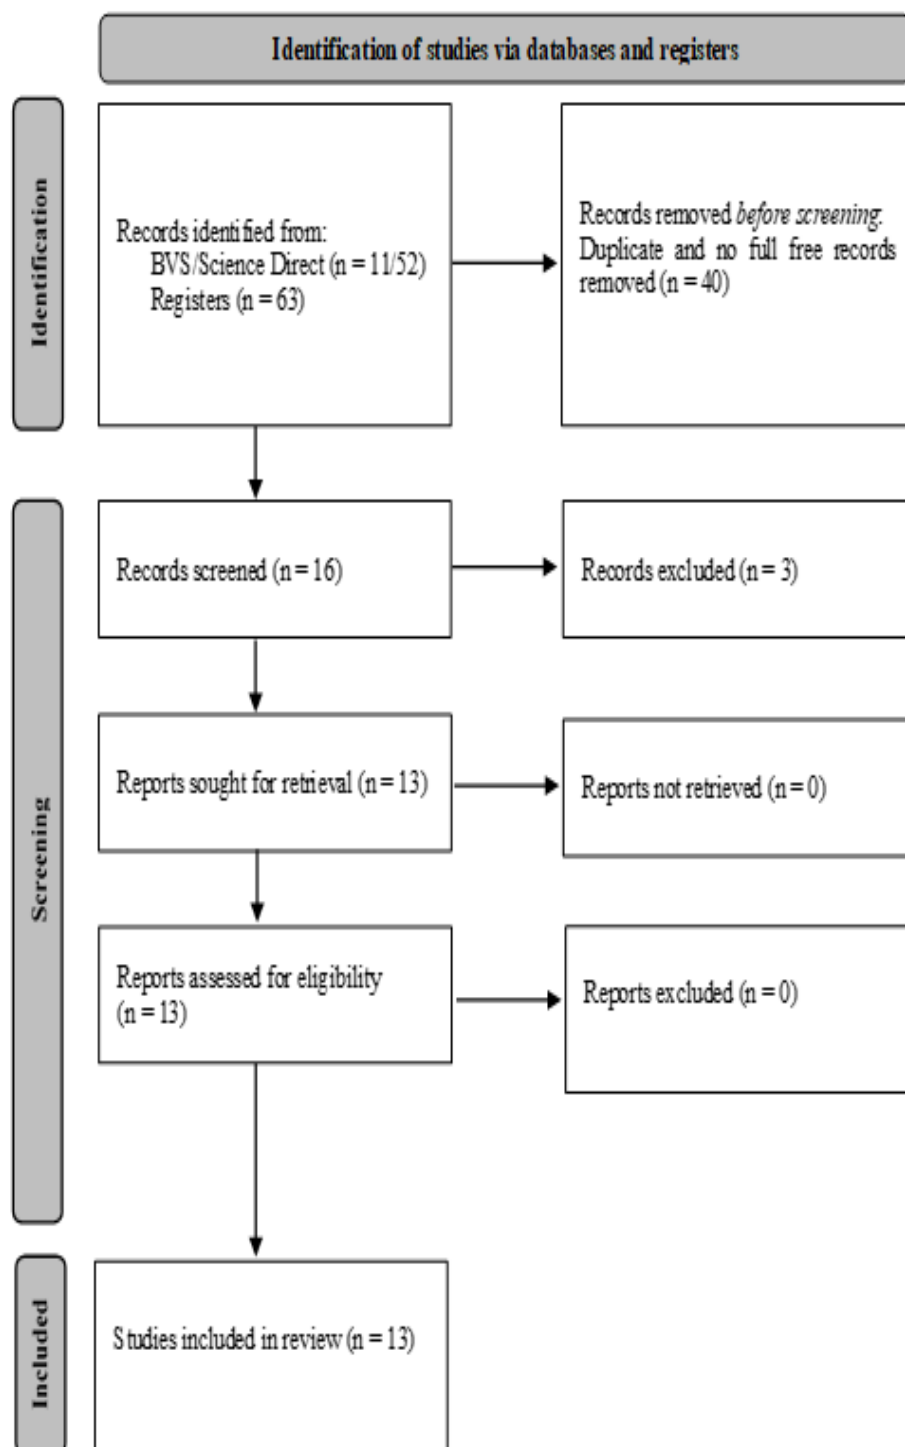 Identification of studies via databases and registers
Identification
Records identified from:
BVS/Science Direct (n = 11/52)
Registers (n = 63)
Records removed before screening:
Duplicate and no full free records
removed (n = 40)
Screening
Records screened (n = 16)
Records excluded (n = 3)
Reports sought for retrieval (n = 13)
Reports not retrieved (n = 0)
Reports assessed for eligibility
(n = 13)
Reports excluded (n = 0)
Included
Studies included in review (n = 13)